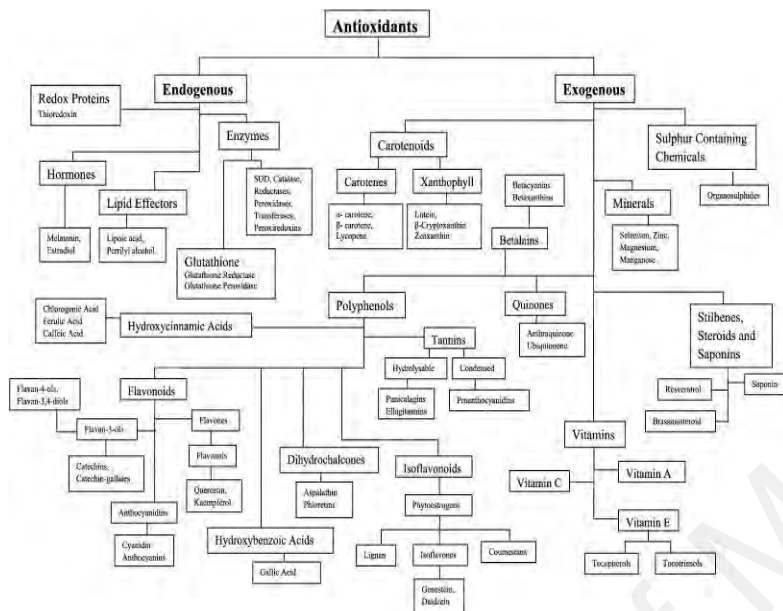 Antioxidants
Endogenous
Exogenous
Redox Proteins
Thioredoxin
Enzymes
Carotenoids
Sulphur Containing
Chemicals
Hormones
Lipid Effectors
SOD, Catalase,
Reductases,
Peroxidases
Transferases,
Peroxiredoxins
Carotenes
Xanthophyll
Betacyanins
Betaxanthins
Minerals
Organosulphides
Melatonin,
Estradiol
Lipoic acid,
Perrilyl alcohol
α- carotene,
β- carotene,
Lycopene
Lutein,
β-Cryptoxanthin
Zeaxanthin
Betalnins
Selenium, Zinc,
Magnesium,
Manganese
Glutathione
Glutathione Reductase
Glutathione Peroxidase
Polyphenols
Quinones
Chlorogenic Acid
Ferulic Acid
Caffeic Acid
Hydroxycinnamic Acids
Tannins
Anthraquinone
Ubiquinone
Stilbenes,
Steroids and
Saponins
Flavonoids
Hydrolysable
Condensed
Resveratrol
Saponin
Flavan-4-ols,
Flavan-3,4-diols
Punicalagins
Ellagitannins
Proanthocyanidins
Brassinosteroid
Flavan-3-ols
Flavones
Vitamins
Catechins,
Catechin-gallates
Flavanols
Dihydrochalcones
Isoflavonoids
Vitamin C
Vitamin A
Quercetin,
Kaempferol
Aspalathin
Phloretins
Phytoestrogens
Anthocyanidins
Vitamin E
Cyanidin
Anthocyanins
Hydroxybenzoic Acids
Lignan
Isoflavones
Coumestans
Tocopherols
Tocotrienols
Gallic Acid
Genestein,
Daidzein